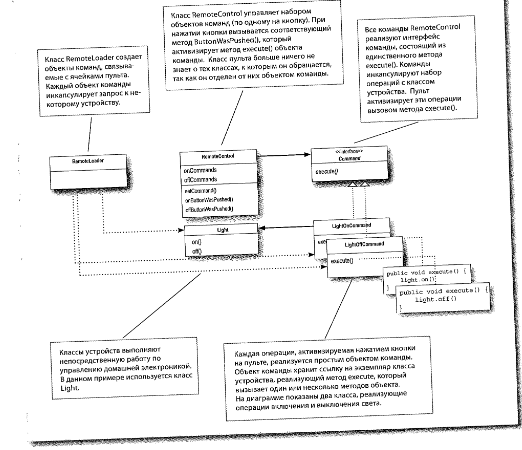 Класс RemoteControl управляет набором
объектов команд (по одному на кнопку). При
нажатии кнопки вызывается соответствующий
метод ButtonWasPushed(), который
активизирует метод execute() объекта
команды. Класс пульта больше ничего не
знает о тех классах, к которым он обращается,
так как он отделен от них объектом команды.
Все команды RemoteControl
реализуют интерфейс
команды, состоящий из
единственного метода
execute(). Команды
инкапсулируют набор
операций с классом
устройства. Пульт
активизирует эти операции
вызовом метода execute().
Класс RemoteLoader создает
объекты команд, связыва-
емые с ячейками пульта.
Каждый объект команды
инкапсулирует запрос к не-
которому устройству.
RemoteLoader
RemoteControl
onCommands
offCommands
setCommand()
onButtonWasPushed()
offButtonWasPushed()
<<interface>>
Command
execute()
Light
on()
off()
LightOnCommand
LightOffCommand
execute()
public void execute() {
light.on()
}
public void execute() {
light.off()
}
Классы устройств выполняют
непосредственную работу по
управлению домашней электроникой.
В данном примере используется класс
Light.
Каждая операция, активизируемая нажатием кнопки
на пульте, реализуется простым объектом команды.
Объект команды хранит ссылку на экземпляр класса
устройства, реализующий метод execute, который
вызывает один или несколько методов объекта.
На диаграмме показаны два класса, реализующие
операции включения и выключения света.